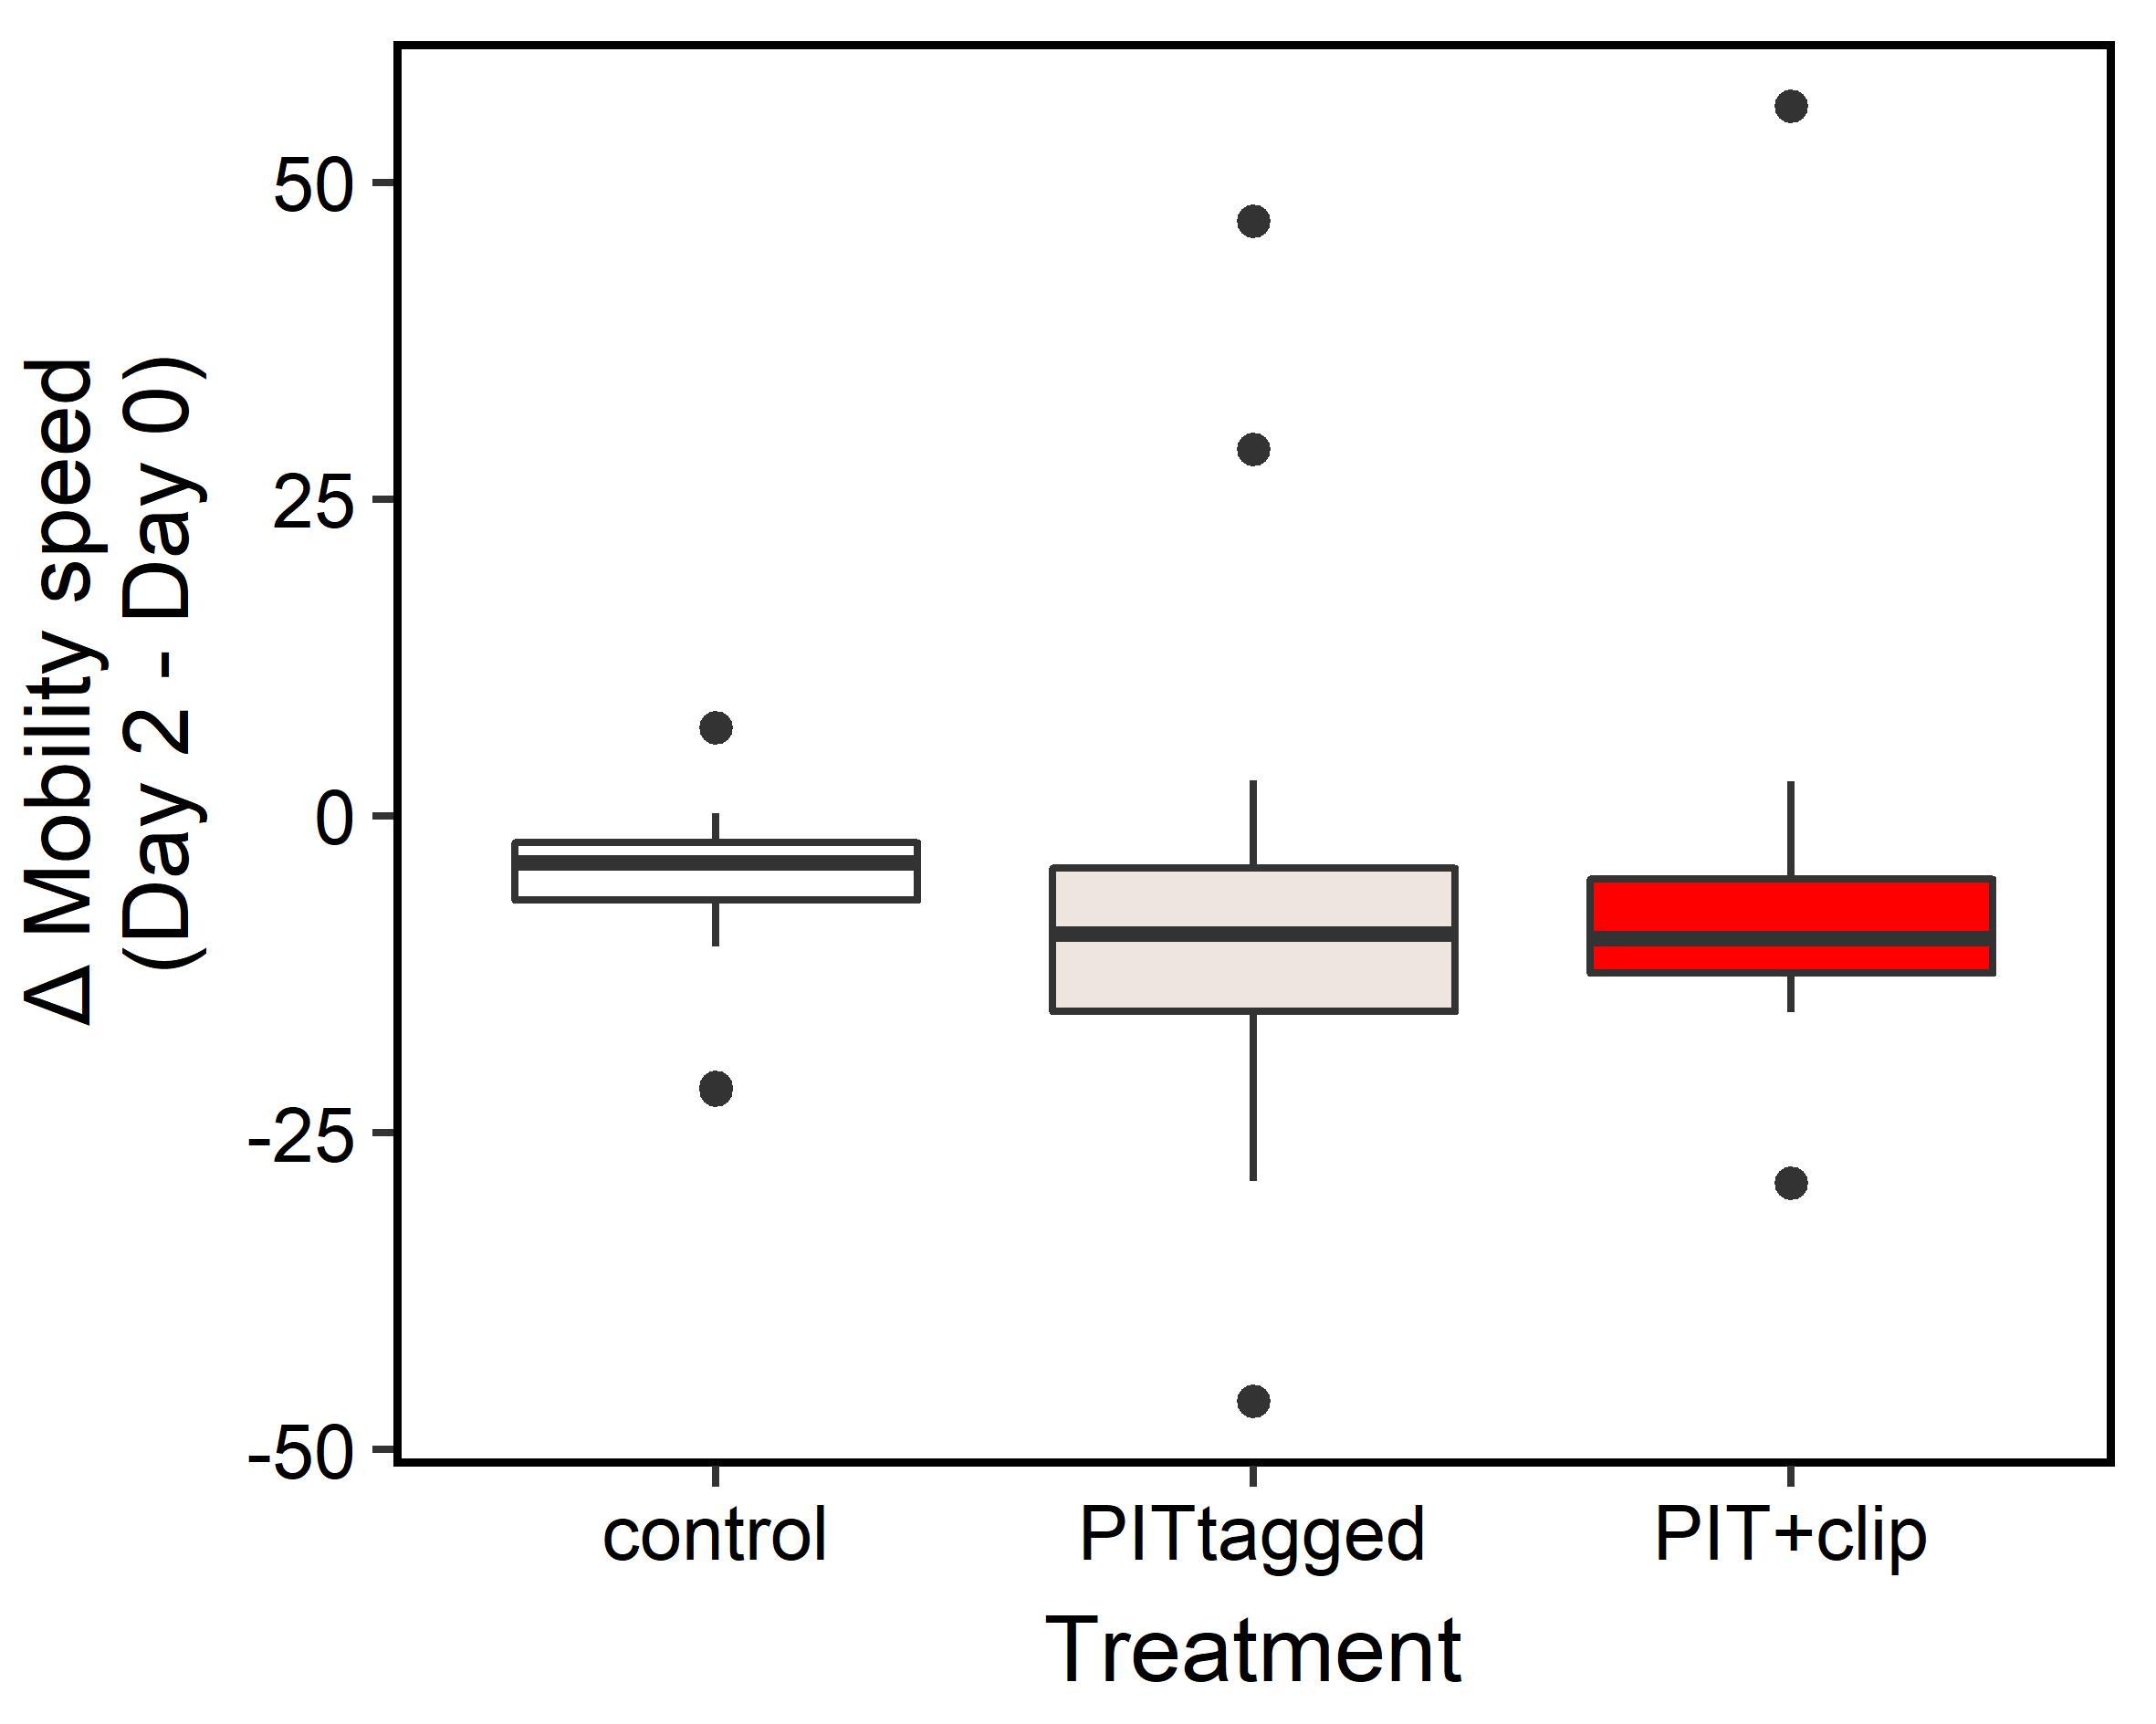 Δ Mobility speed
(Day 2 - Day 0)
50
25
0
-25
-50
control PITtagged PIT+clip
Treatment